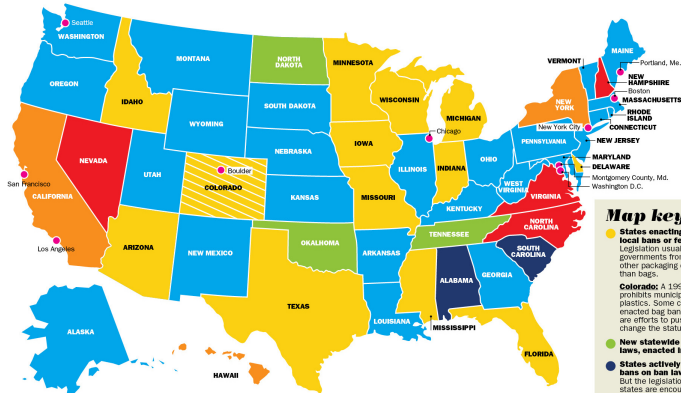 Seattle
WASHINGTON
OREGON
IDAHO
MONTANA
NORTH
DAKOTA
MINNESOTA
WISCONSIN
MICHIGAN
VERMONT
MAINE
Portland, Me.
NEW
HAMPSHIRE
Boston
MASSACHUSETTS
RHODE
ISLAND
CONNECTICUT
NEW
YORK
New York City
NEW JERSEY
PENNSYLVANIA
MARYLAND
DELAWARE
Montgomery County, Md.
Washington D.C.
WYOMING
SOUTH DAKOTA
IOWA
Chicago
NEVADA
UTAH
Boulder
COLORADO
NEBRASKA
KANSAS
MISSOURI
ILLINOIS
INDIANA
OHIO
WEST
VIRGINIA
VIRGINIA
KENTUCKY
NORTH
CAROLINA
TENNESSEE
SOUTH
CAROLINA
San Francisco
CALIFORNIA
Los Angeles
ARIZONA
NEW MEXICO
OKALHOMA
ARKANSAS
TEXAS
LOUISIANA
MISSISSIPPI
ALABAMA
GEORGIA
FLORIDA
ALASKA
HAWAII
Map key
States enacting
local bans or fe
Legislation usual
governments fro
other packaging
than bags.
Colorado: A 199
prohibits municip
plastics. Some c
enacted bag ban
are efforts to pus
change the statu
New statewide
laws, enacted i
States actively
bans on ban law
But the legislatio
states are encou